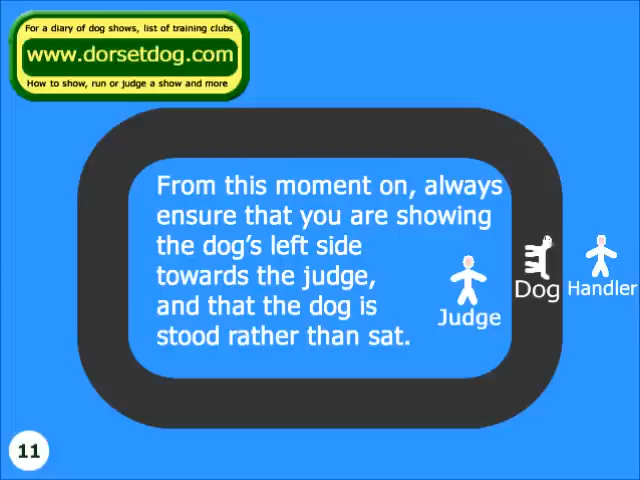 For a diary of dog shows, list of training clubs
www.dorsetdog.com
How to show, run or judge a show and more
From this moment on, always
ensure that you are showing
the dog's left side
towards the judge,
and that the dog is
stood rather than sat.
Judge
Dog
Handler
11